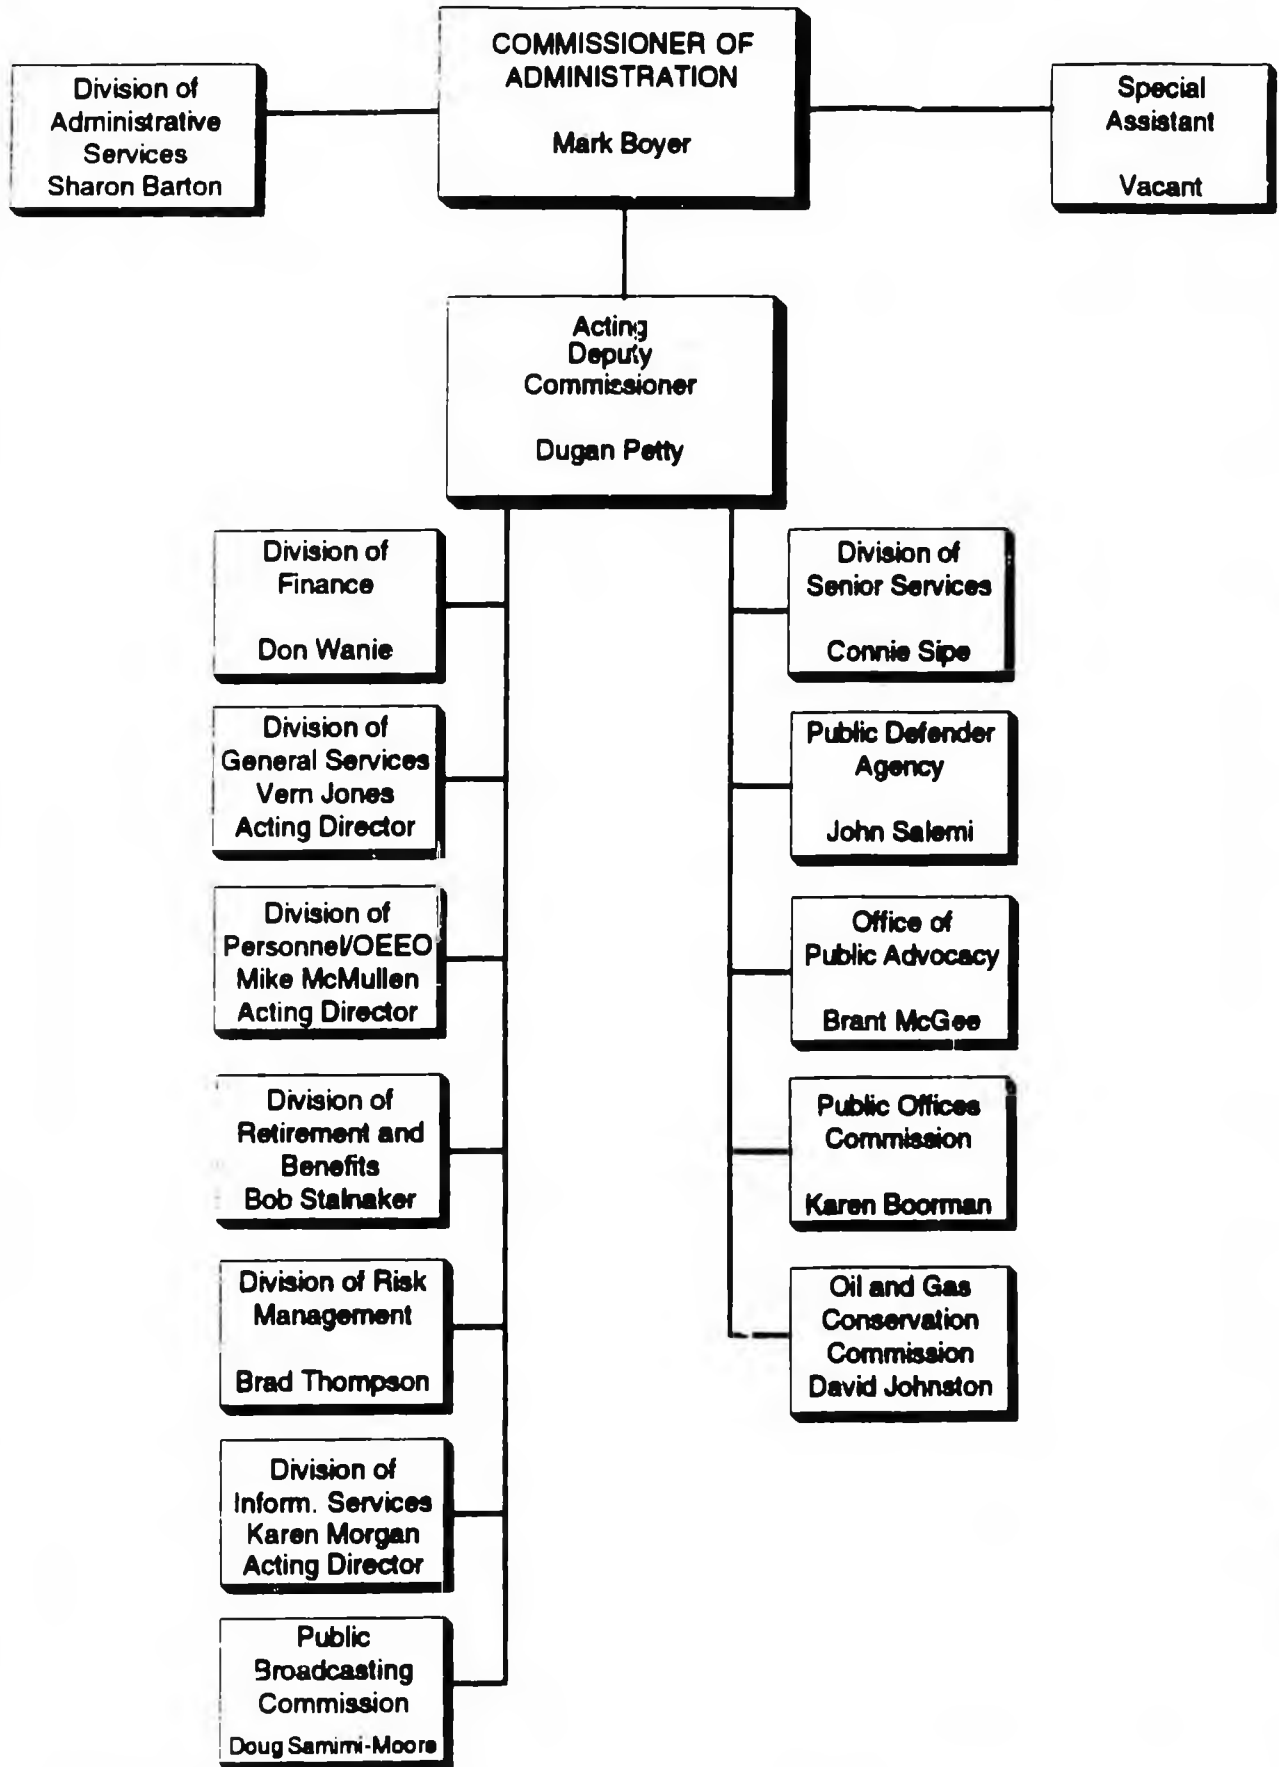 COMMISSIONER OF
ADMINISTRATION
Mark Boyer
Division of
Administrative
Services
Sharon Barton
Special
Assistant
Vacant
Acting
Deputy
Commissioner
Dugan Petty
Division of
Finance
Don Wanie
Division of
General Services
Vern Jones
Acting Director
Division of
Personnel/OEEO
Mike McMullen
Acting Director
Division of
Retirement and
Benefits
Bob Stalnaker
Division of Risk
Management
Brad Thompson
Division of
Inform. Services
Karen Morgan
Acting Director
Public
Broadcasting
Commission
Doug Samimi-Moore
Division of
Senior Services
Connie Sipe
Public Defender
Agency
John Salemi
Office of
Public Advocacy
Brant McGee
Public Offices
Commission
Karen Boorman
Oil and Gas
Conservation
Commission
David Johnston